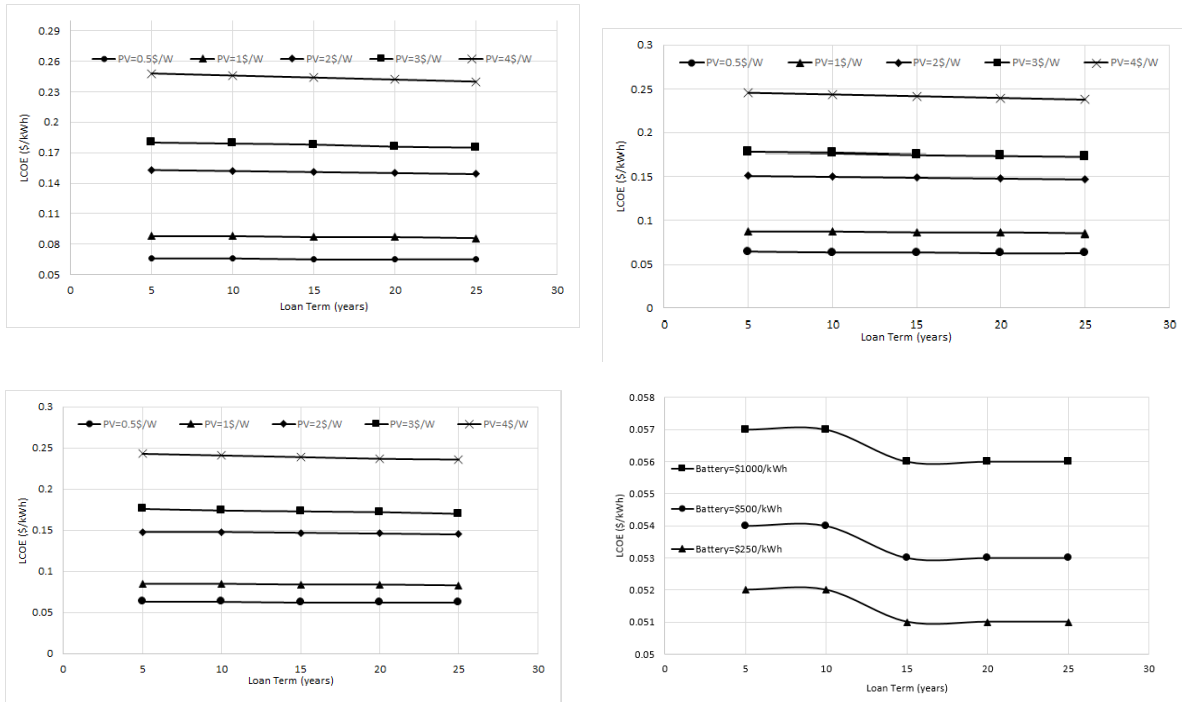 0.29
PV=0.5$/W PV=1$/W PV=2$/W PV=3$/W PV=4$/W
0.26
0.23
0.2
0.17
0.14
0.11
0.08
0.05
LCOE ($/kWh)
0 5 10 15 20 25 30
Loan Term (years)
0.3
PV=0.5$/W PV=1$/W PV=2$/W PV=3$/W PV=4$/W
0.25
0.2
0.15
0.1
0.05
0
LCOE ($/kWh)
0 5 10 15 20 25 30
Loan Term (years)
0.3
PV=0.5$/W PV=1$/W PV=2$/W PV=3$/W PV=4$/W
0.25
0.2
0.15
0.1
0.05
0
LCOE ($/kWh)
0 5 10 15 20 25 30
Loan Term (years)
0.058
0.057
0.056
Battery=$1000/kWh
0.055
Battery=$500/kWh
0.054
Battery=$250/kWh
0.053
0.052
0.051
0.05
LCOE ($/kWh)
0 5 10 15 20 25 30
Loan Term (years)